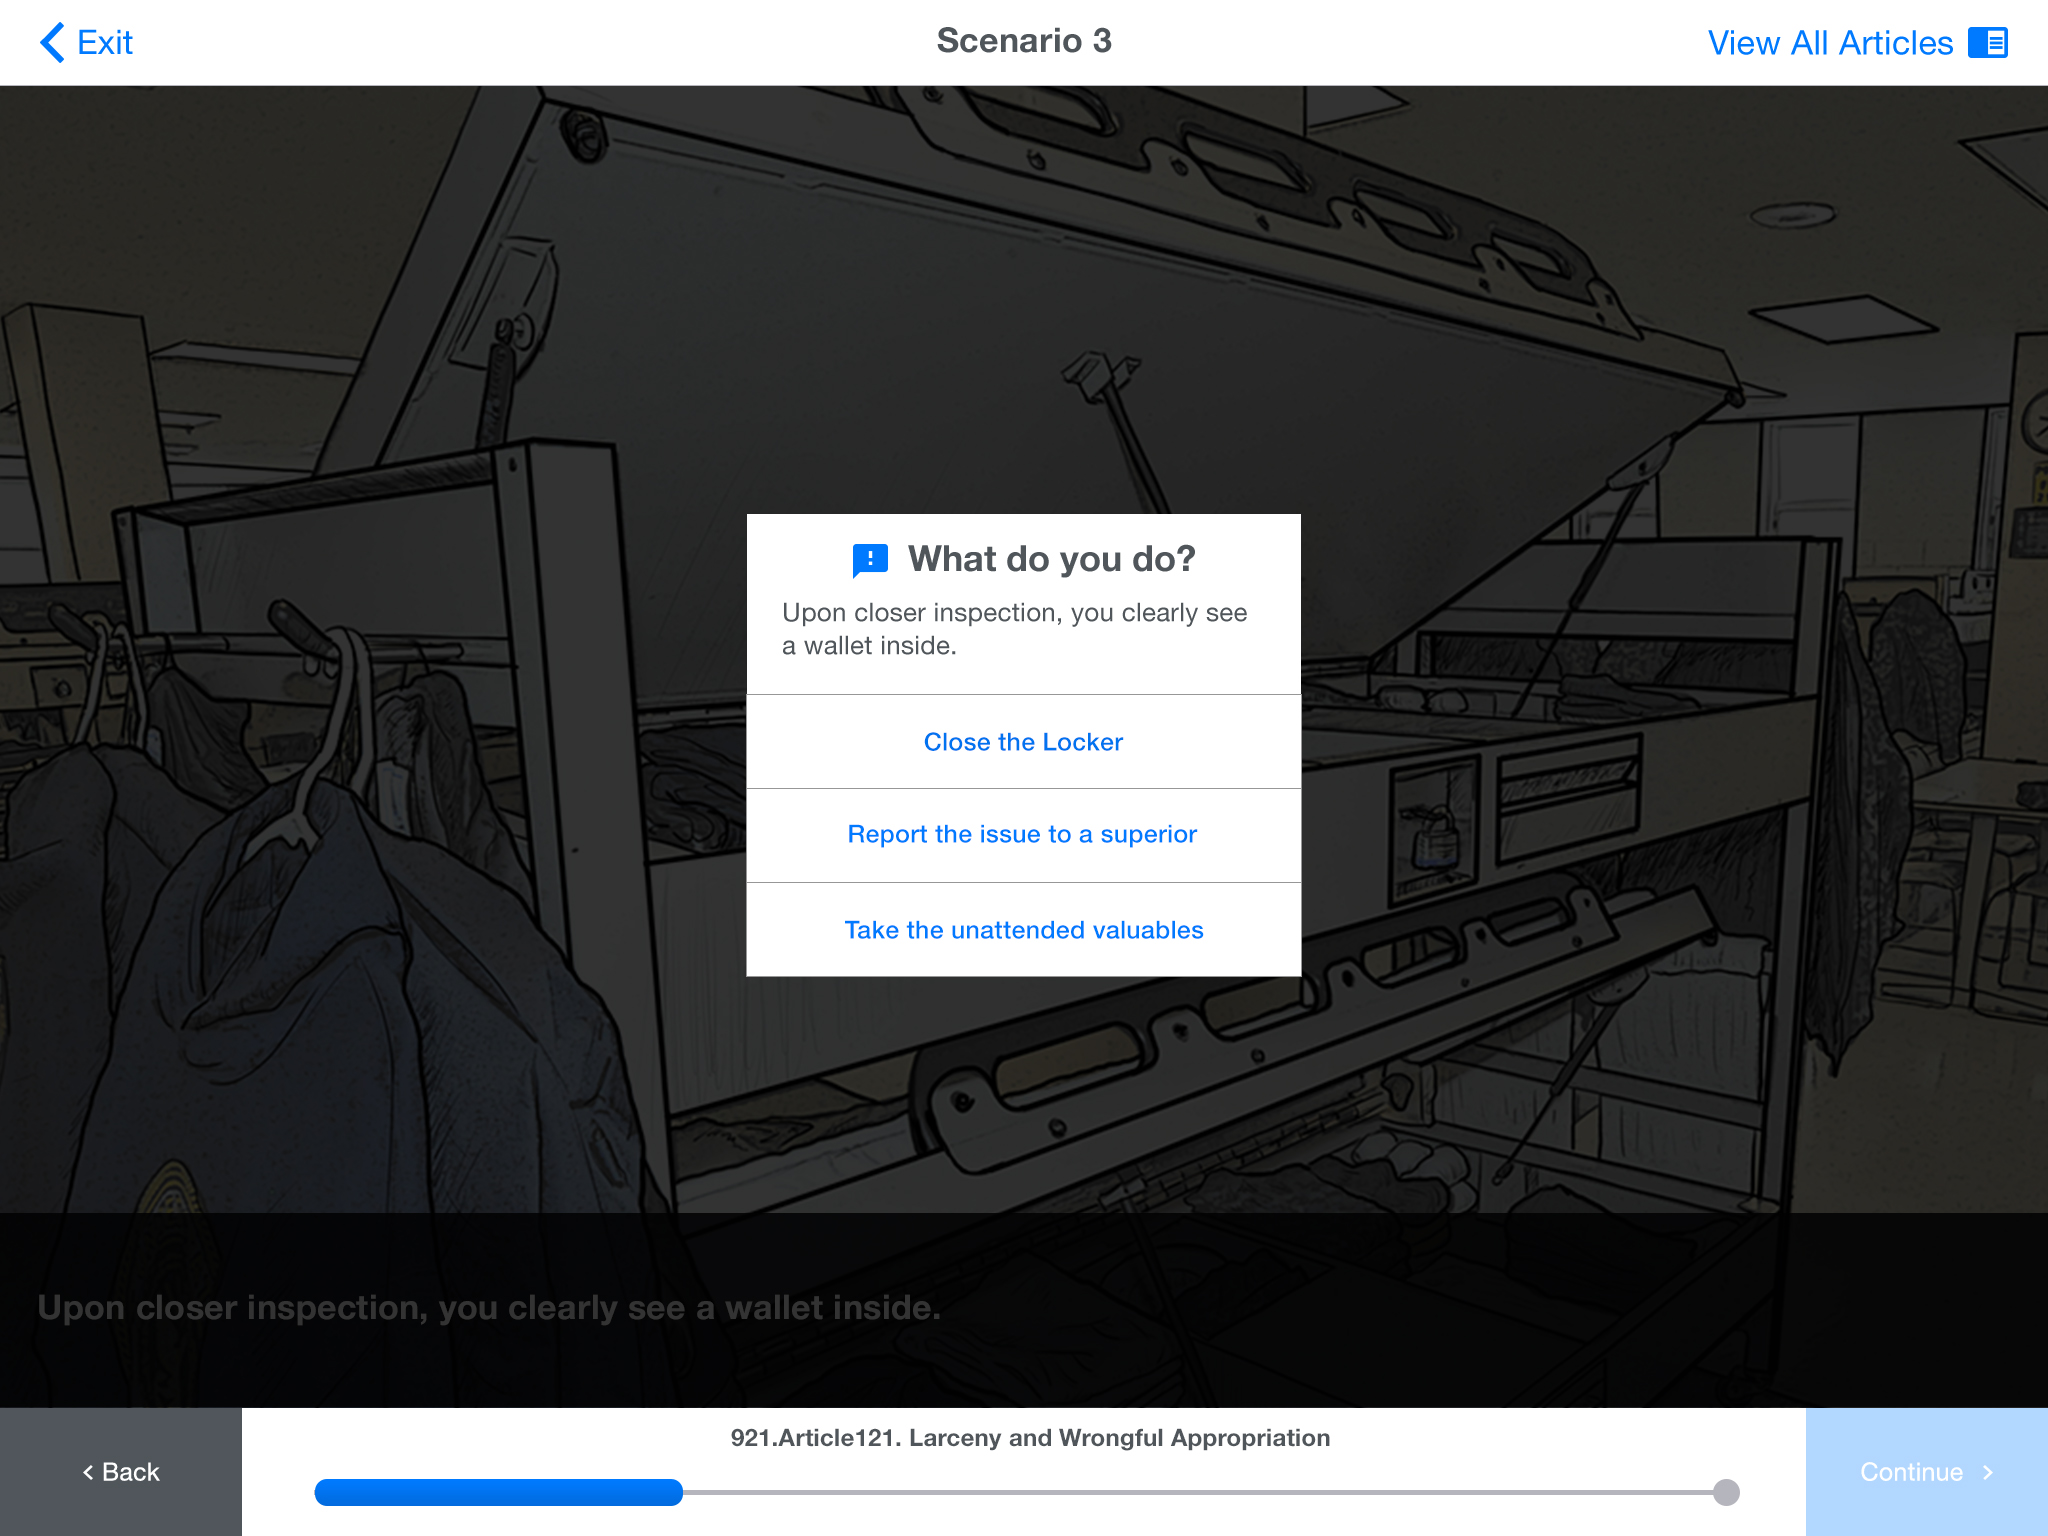 Exit
Scenario 3
View All Articles
What do you do?
Upon closer inspection, you clearly see
a wallet inside.
Close the Locker
Report the issue to a superior
Take the unattended valuables
Upon closer inspection, you clearly see a wallet inside.
921.Article121. Larceny and Wrongful Appropriation
< Back
Continue >